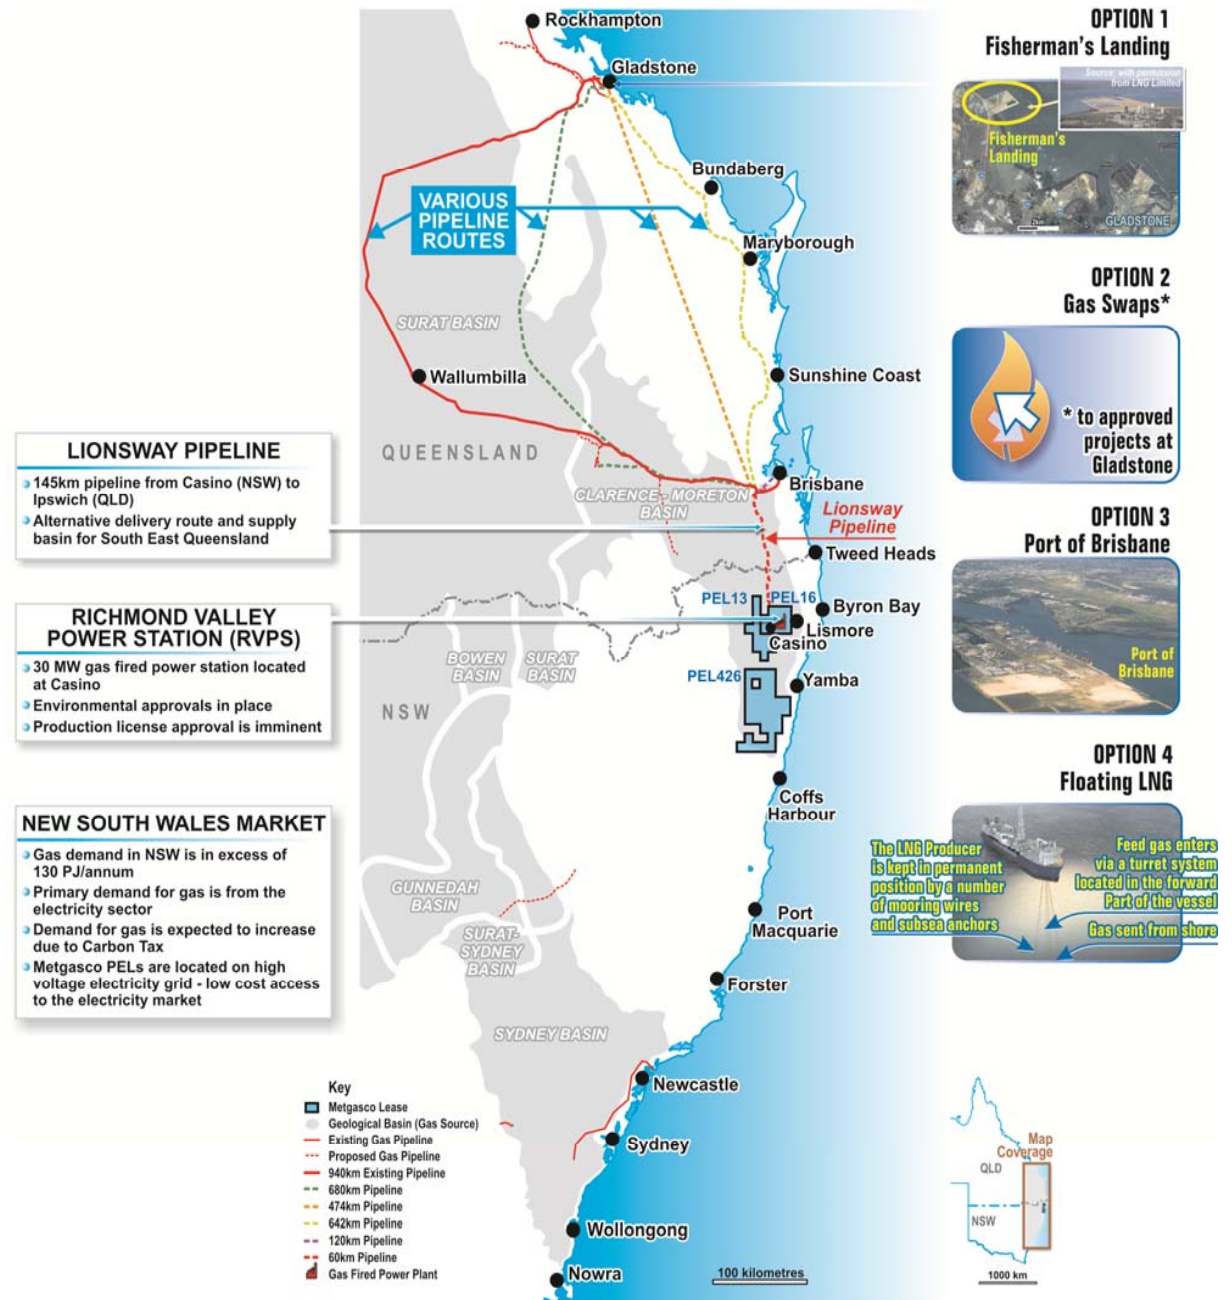 Rockhampton
Gladstone
Bundaberg
VARIOUS
PIPELINE
ROUTES
Maryborough
SURAT BASIN
Wallumbilla
Sunshine Coast
QUEENSLAND
Brisbane
CLARENCE - MORETON
BASIN
Lionsway
Pipeline
Tweed Heads
PEL13
PEL16
Byron Bay
Lismore
Casino
BOWEN
BASIN
SURAT
BASIN
PEL426
Yamba
NSW
Coffs
Harbour
GUNNEDAH
BASIN
Port
Macquarie
SURAT-
SYDNEY
BASIN
Forster
SYDNEY BASIN
Newcastle
Sydney
Wollongong
Nowra
100 kilometres
LIONSWAY PIPELINE
145km pipeline from Casino (NSW) to
Ipswich (QLD)
Alternative delivery route and supply
basin for South East Queensland
RICHMOND VALLEY
POWER STATION (RVPS)
30 MW gas fired power station located
at Casino
Environmental approvals in place
Production license approval is imminent
NEW SOUTH WALES MARKET
Gas demand in NSW is in excess of
130 PJ/annum
Primary demand for gas is from the
electricity sector
Demand for gas is expected to increase
due to Carbon Tax
Metgasco PELs are located on high
voltage electricity grid - low cost access
to the electricity market
Key
Metgasco Lease
Geological Basin (Gas Source)
Existing Gas Pipeline
Proposed Gas Pipeline
940km Existing Pipeline
680km Pipeline
474km Pipeline
642km Pipeline
120km Pipeline
60km Pipeline
Gas Fired Power Plant
OPTION 1
Fisherman's Landing
Source: with permission
from LNG Limited
Fisherman's
Landing
GLADSTONE
2km
OPTION 2
Gas Swaps*
* to approved
projects at
Gladstone
OPTION 3
Port of Brisbane
Port of
Brisbane
OPTION 4
Floating LNG
The LNG Producer
is kept in permanent
position by a number
of mooring wires
and subsea anchors
Feed gas enters
via a turret system
located in the forward
Part of the vessel
Gas sent from shore
Map
Coverage
QLD
NSW
1000 km